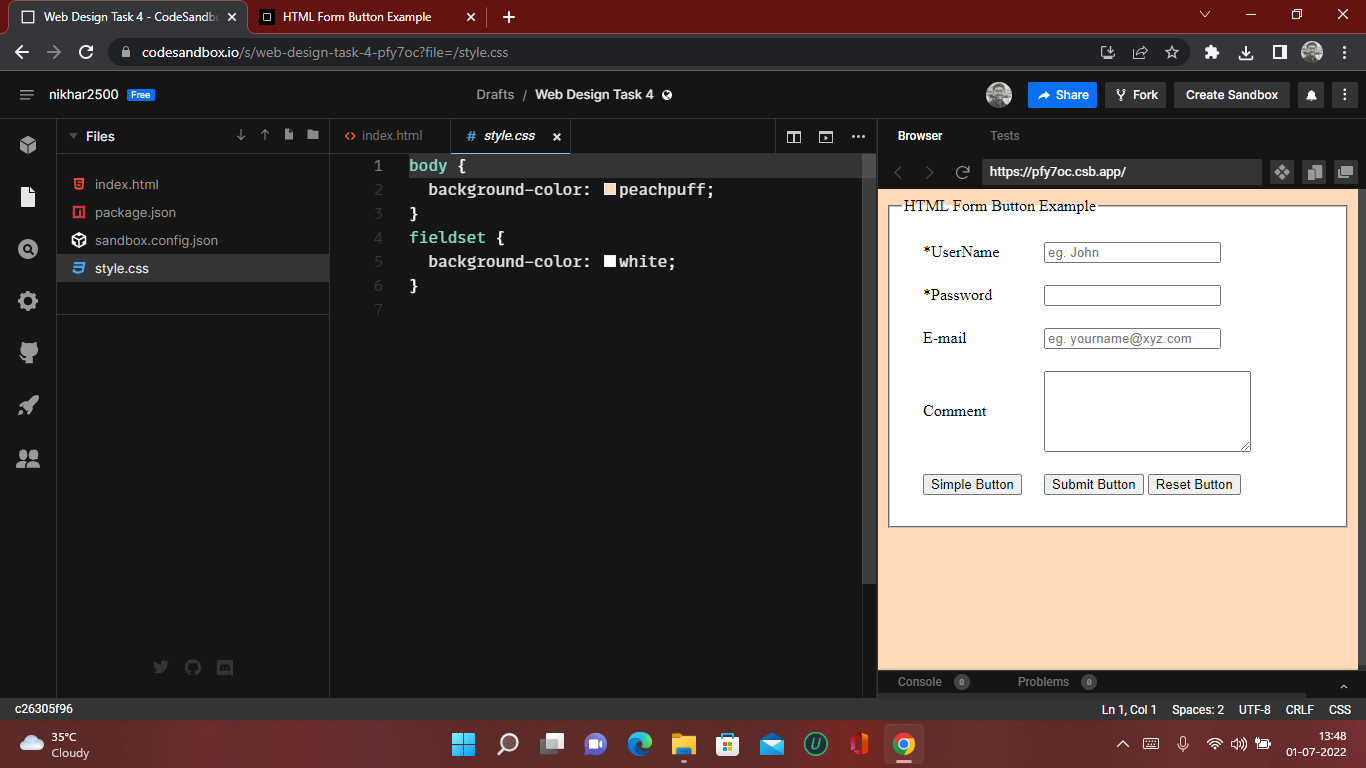 Web Design Task 4 - CodeSandbo
HTML Form Button Example
codesandbox.io/s/web-design-task-4-pfy7oc?file=/style.css
nikhar2500 Free
Drafts / Web Design Task 4
Share Fork Create Sandbox
Files
index.html
package.json
sandbox.config.json
style.css
index.html # style.css
1 body {
2 background-color: peachpuff;
3 }
4 fieldset {
5 background-color: white;
6 }
7
Browser Tests
https://pfy7oc.csb.app/
HTML Form Button Example
*UserName eg. John
*Password
E-mail eg. yourname@xyz.com
Comment
Simple Button Submit Button Reset Button
Console 0 Problems 0
c26305f96 Ln 1, Col 1 Spaces: 2 UTF-8 CRLF CSS
35°C
Cloudy
13:48
01-07-2022